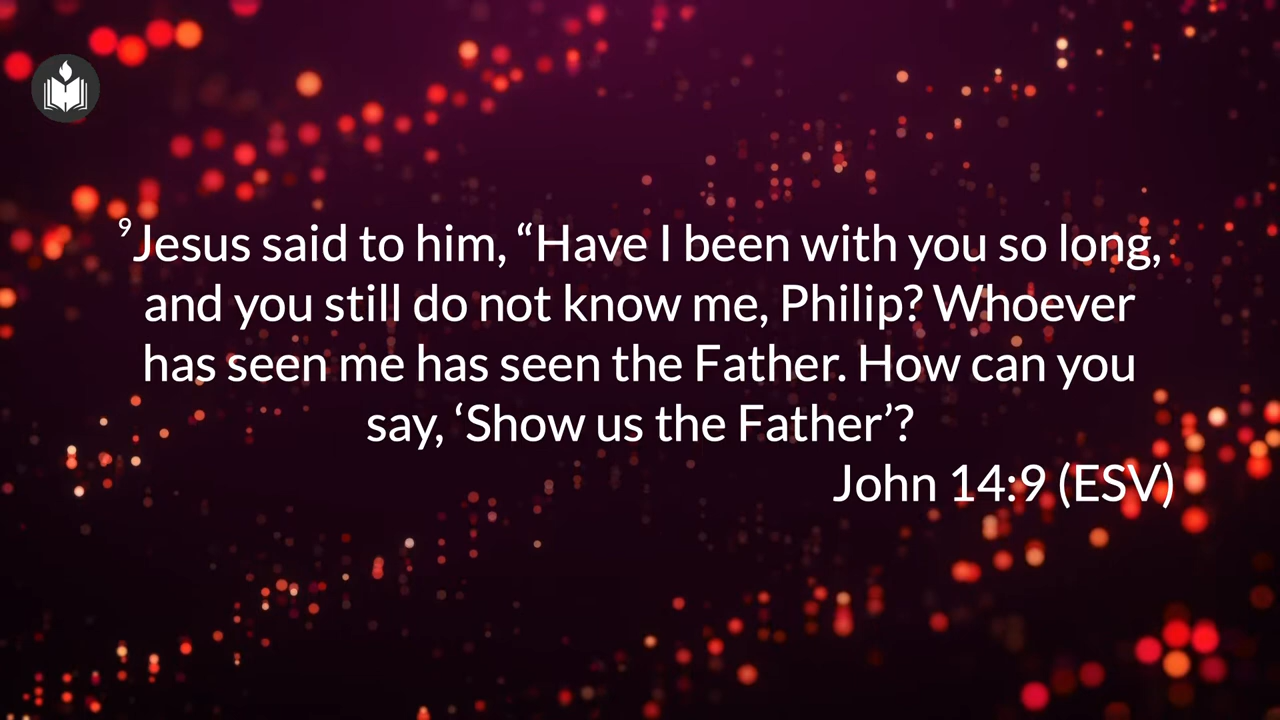 ⁹Jesus said to him, “Have I been with you so long,
and you still do not know me, Philip? Whoever
has seen me has seen the Father. How can you
say, ‘Show us the Father’?
John 14:9 (ESV)